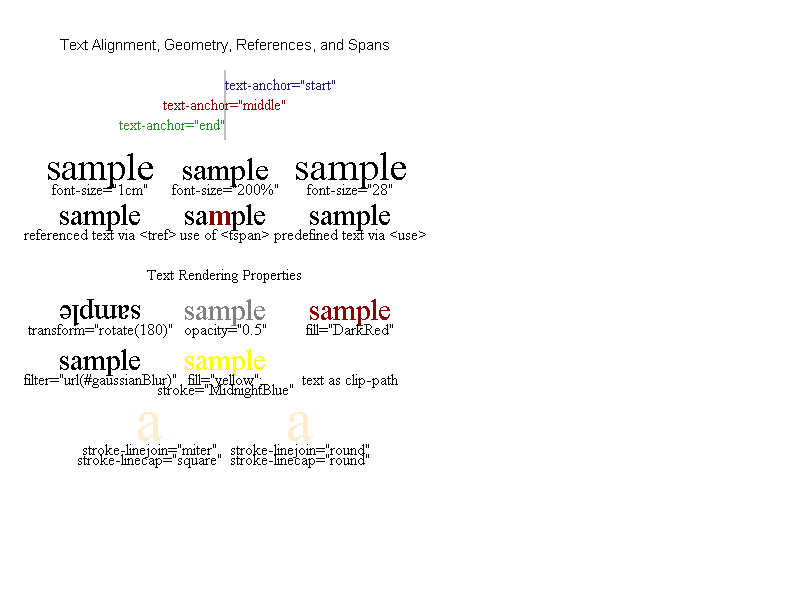 Text Alignment, Geometry, References, and Spans
text-anchor="start"
text-anchor="middle"
text-anchor="end"
sample sample sample
font-size="1cm" font-size="200%" font-size="28"
sample sample sample
referenced text via <tref> use of <tspan> predefined text via <use>
Text Rendering Properties
sample sample sample
transform="rotate(180)" opacity="0.5" fill="DarkRed"
sample sample
filter="url(#gaussianBlur)" fill="yellow" text as clip-path
stroke="MidnightBlue"
a a
stroke-linejoin="miter" stroke-linejoin="round"
stroke-linecap="square" stroke-linecap="round"